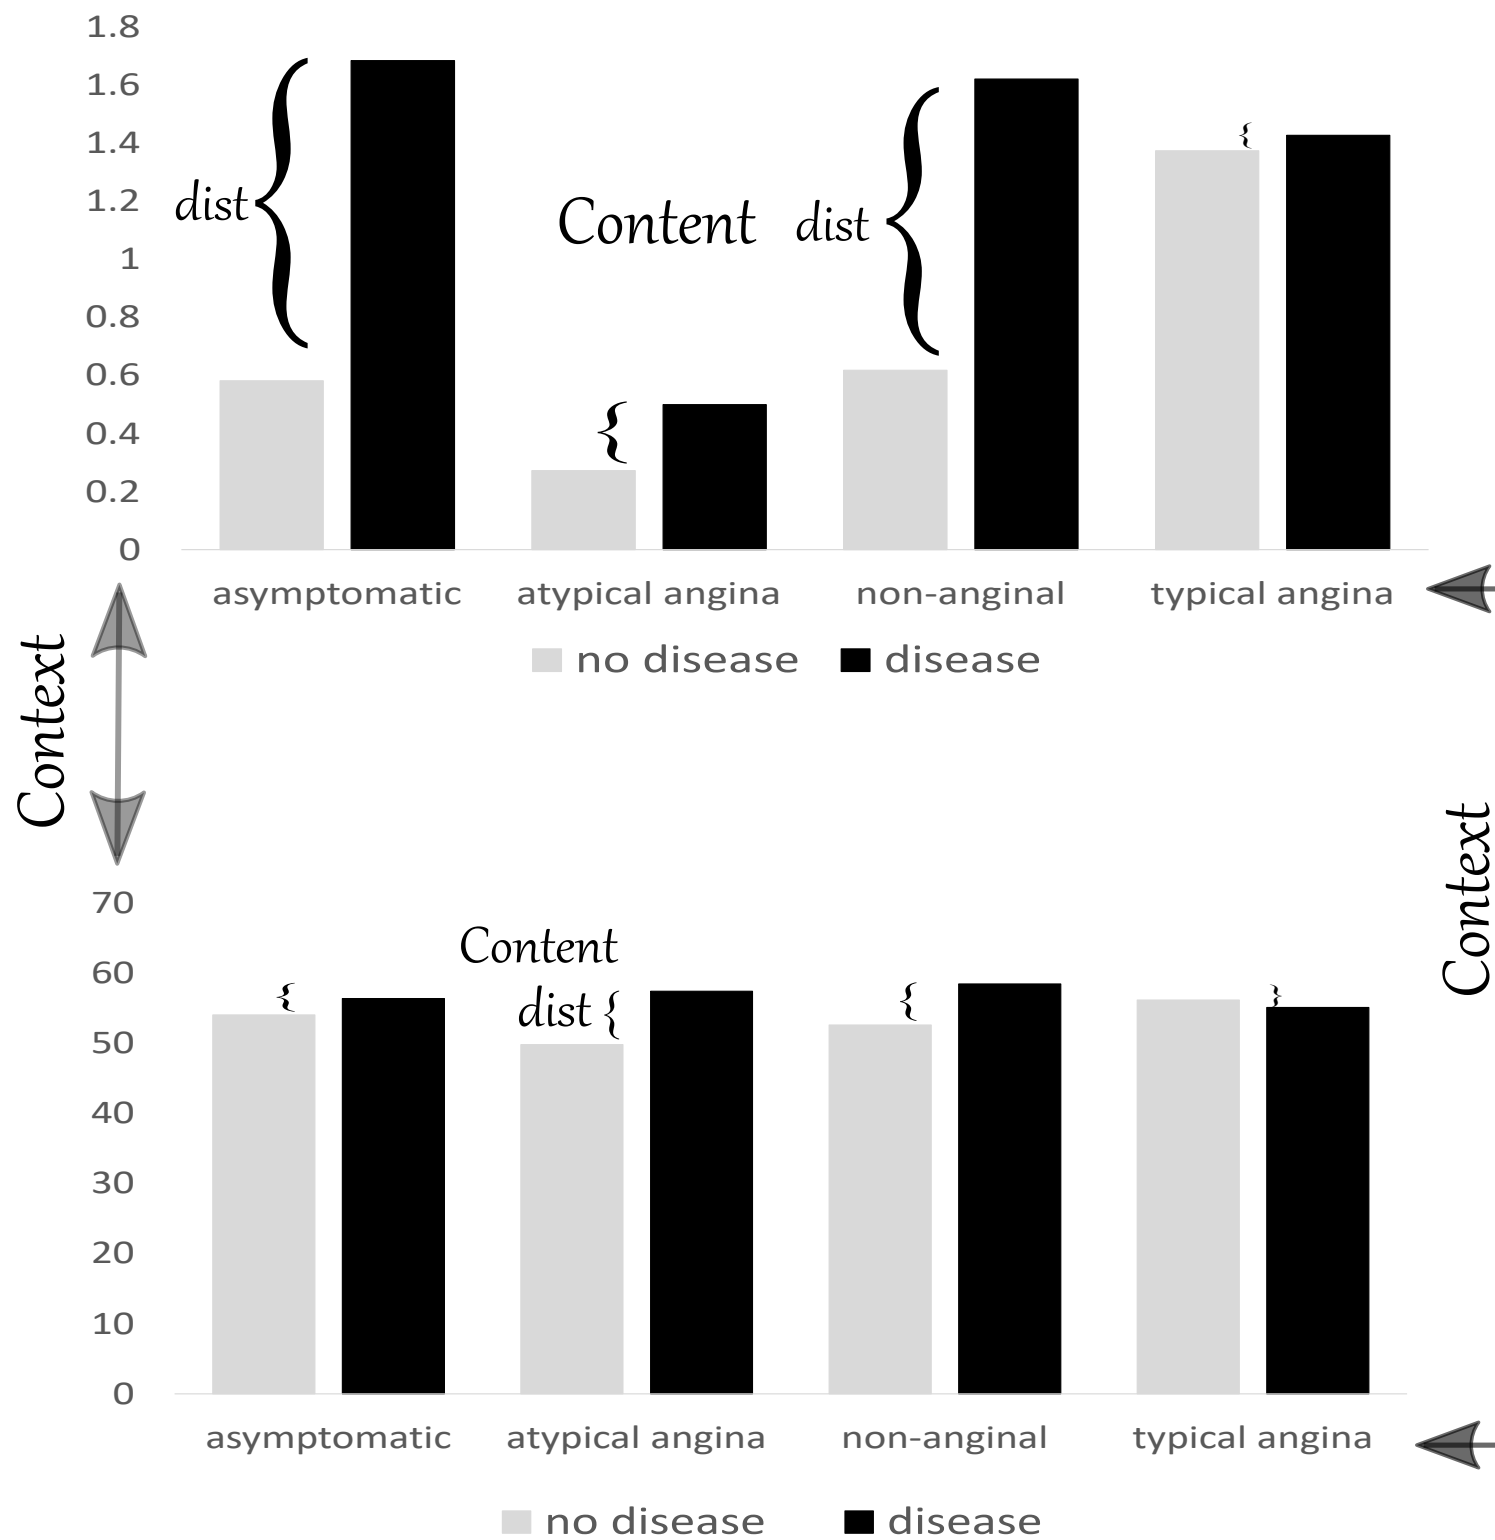 1.8
1.6
1.4
1.2
1
0.8
0.6
0.4
0.2
0
dist
Content
dist
asymptomatic atypical angina non-anginal typical angina
no disease disease
Context
Context
70
60
50
40
30
20
10
0
Content
dist
asymptomatic atypical angina non-anginal typical angina
no disease disease